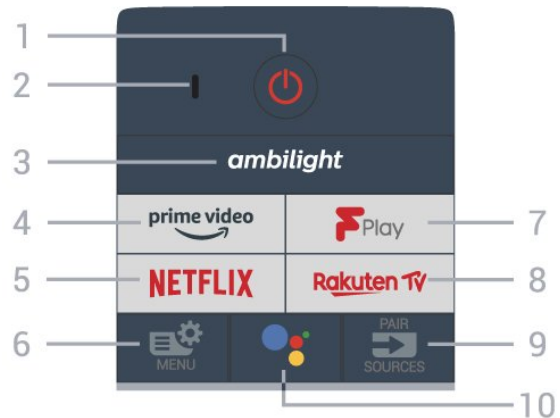 1
2
3
ambilight
4
prime video
F Play
7
5
NETFLIX
Rakuten TV
8
6
MENU
PAIR
SOURCES
9
10